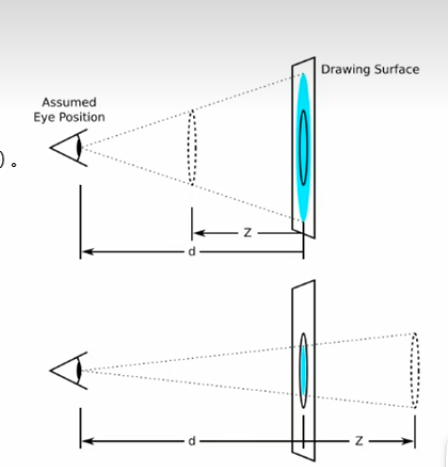 Drawing Surface
Assumed
Eye Position
)。
Z
d
d
Z